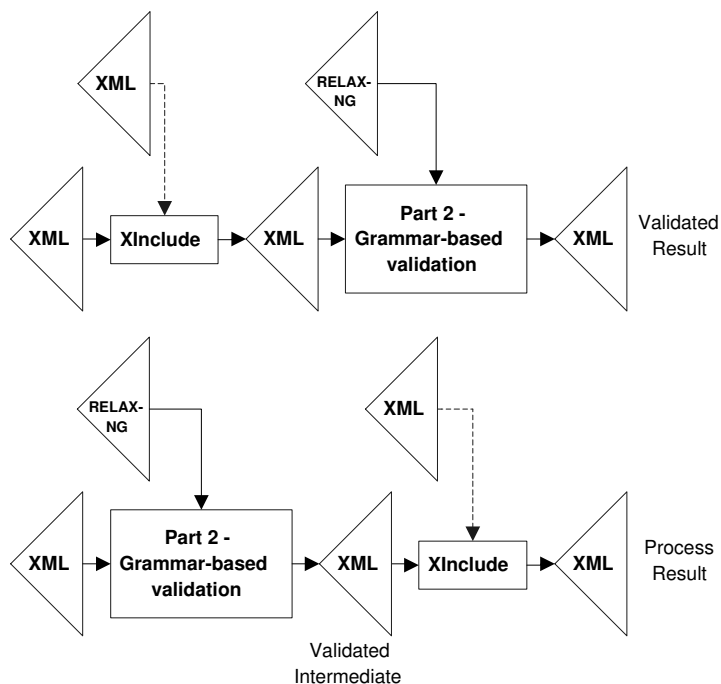 XML
RELAX-
NG
XML
XInclude
XML
Part 2 -
Grammar-based
validation
XML
Validated
Result
RELAX-
NG
XML
XML
Part 2 -
Grammar-based
validation
XML
XInclude
XML
Process
Result
Validated
Intermediate